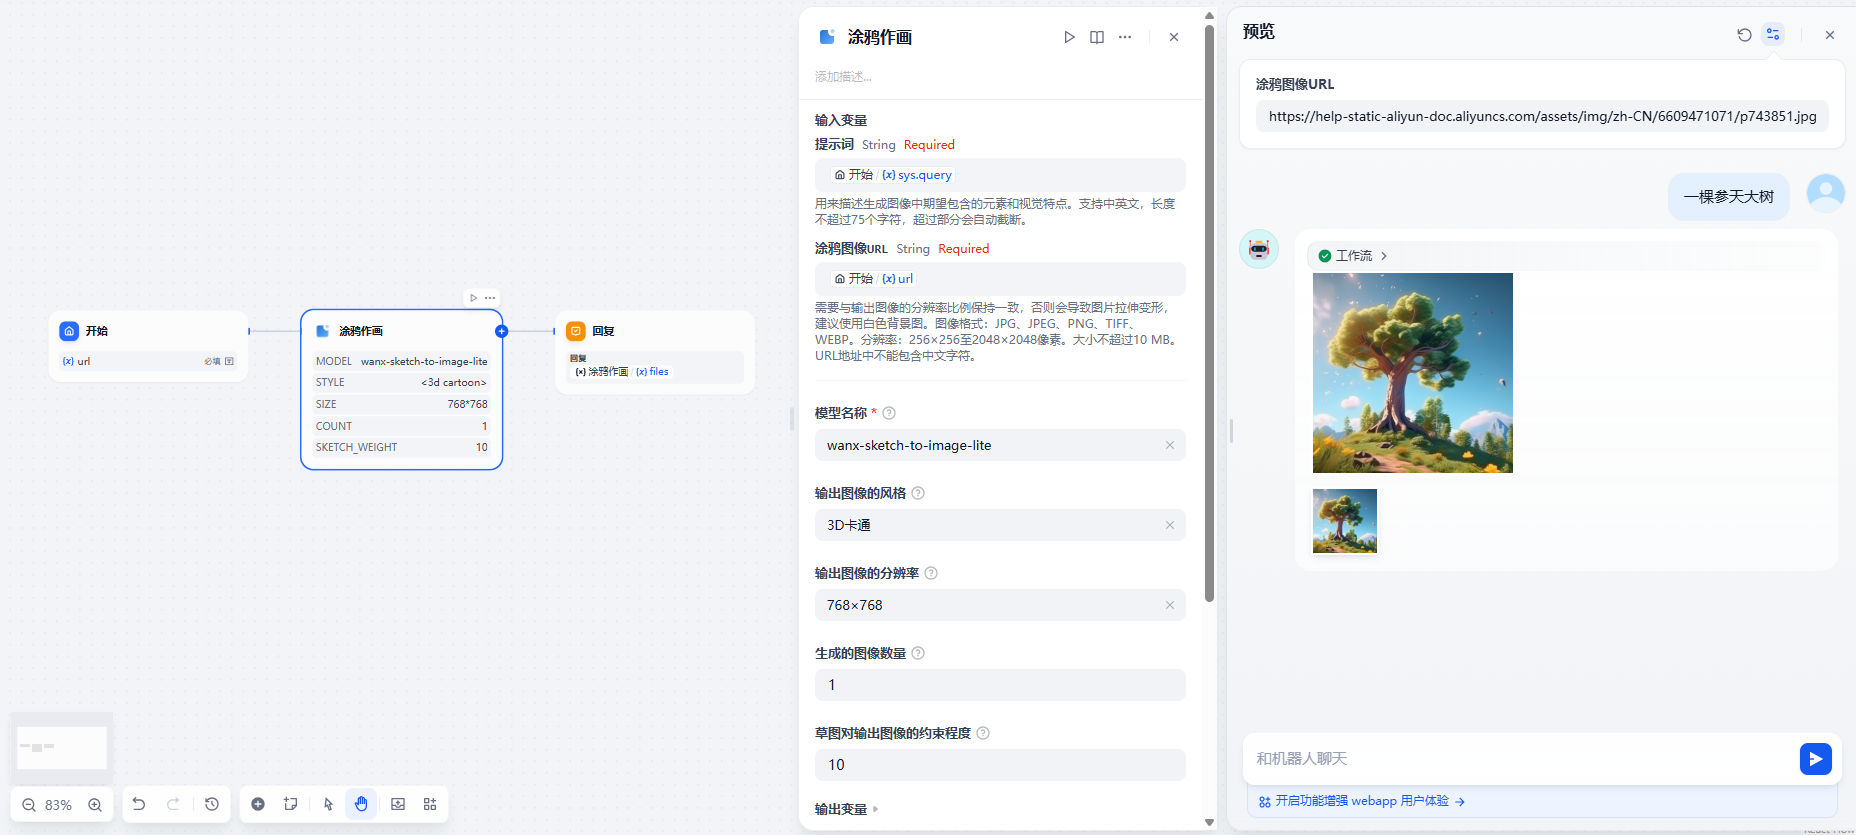 开始
url
必填
涂鸦作画
MODEL wanx-sketch-to-image-lite
STYLE <3d cartoon>
SIZE 768*768
COUNT 1
SKETCH_WEIGHT 10
回复
回复
{×} 涂鸦作画 / {x} files
83%
涂鸦作画
添加描述...
输入变量
提示词 String Required
开始 / {x} sys.query
用来描述生成图像中期望包含的元素和视觉特点。支持中英文，长度
不超过75个字符，超过部分会自动截断。
涂鸦图像URL String Required
开始 / {x} url
需要与输出图像的分辨率比例保持一致，否则会导致图片拉伸变形，
建议使用白色背景图。图像格式：JPG、JPEG、PNG、TIFF、
WEBP。分辨率：256×256至2048×2048像素。大小不超过10 MB。
URL地址中不能包含中文字符。
模型名称 *
wanx-sketch-to-image-lite
输出图像的风格
3D卡通
输出图像的分辨率
768×768
生成的图像数量
1
草图对输出图像的约束程度
10
输出变量
预览
涂鸦图像URL
https://help-static-aliyun-doc.aliyuncs.com/assets/img/zh-CN/6609471071/p743851.jpg
一棵参天大树
工作流
和机器人聊天
开启功能增强 webapp 用户体验
React Flow